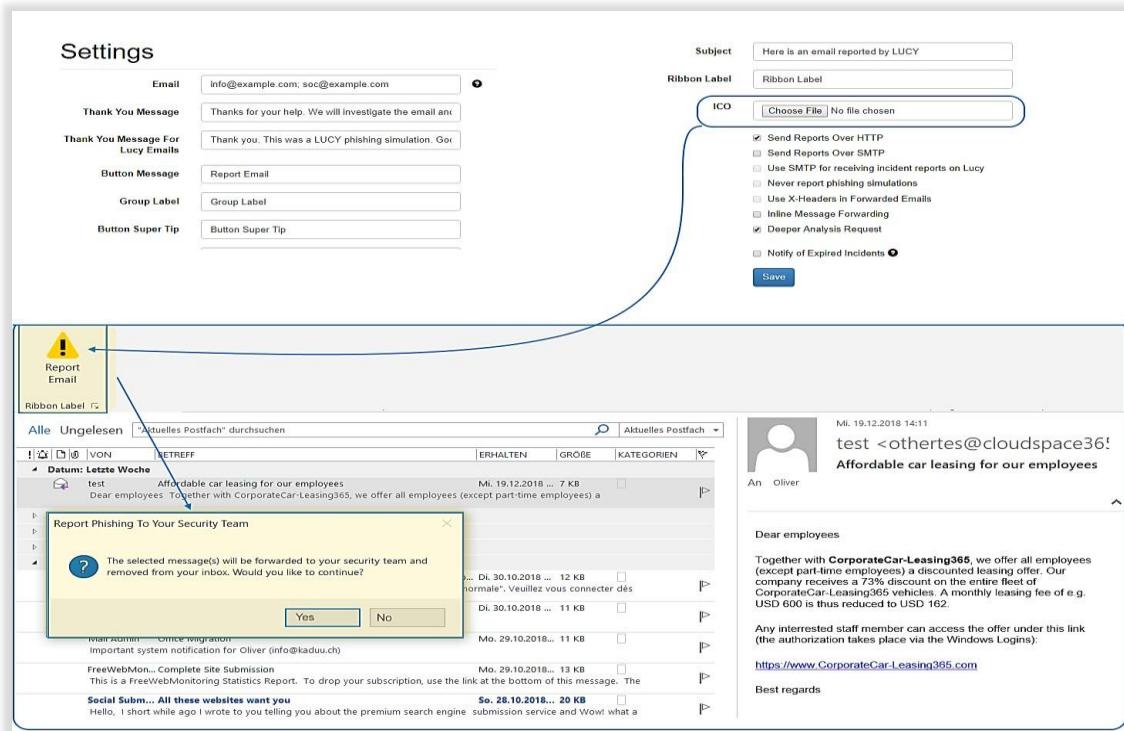 Settings
Email info@example.com; soc@example.com
Thank You Message Thanks for your help. We will investigate the email and
Thank You Message For Lucy Emails Thank you. This was a LUCY phishing simulation.
Button Message Report Email
Group Label Group Label
Button Super Tip Button Super Tip
Subject Here is an email reported by LUCY
Ribbon Label Ribbon Label
ICO Choose File No file chosen
Send Reports Over HTTP
Send Reports Over SMTP
Use SMTP for receiving incident reports on Lucy
Never report phishing simulations
Use X-Headers in Forwarded Emails
Inline Message Forwarding
Deeper Analysis Request
Notify of Expired Incidents
Save
Report
Email
Ribbon Label
Alle Ungelesen "Aktuelles Postfach" durchsuchen Aktuelles Postfach
! VON BETREFF ERHALTEN GRÖßE KATEGORIEN
Datum: Letzte Woche
test Affordable car leasing for our employees Mi. 19.12.2018 ... 7 KB
Dear employees Together with CorporateCar-Leasing365, we offer all employees (except part-time employees) a
Report Phishing To Your Security Team
? The selected message(s) will be forwarded to your security team and
removed from your inbox. Would you like to continue?
Yes No
Di. 30.10.2018 ... 12 KB
normale". Veuillez vous connecter dès
Di. 30.10.2018 ... 11 KB
Mail Admin Office Migration Mo. 29.10.2018... 11 KB
Important system notification for Oliver (info@kaduu.ch)
FreeWebMon... Complete Site Submission Mo. 29.10.2018... 13 KB
This is a FreeWebMonitoring Statistics Report. To drop your subscription, use the link at the bottom of this message. The
Social Subm... All these websites want you So. 28.10.2018... 20 KB
Hello, I short while ago I wrote to you telling you about the premium search engine submission service and Wow! what a
Mi. 19.12.2018 14:11
test <othertes@cloudspace365
Affordable car leasing for our employees
An Oliver
Dear employees
Together with CorporateCar-Leasing365, we offer all employees
(except part-time employees) a discounted leasing offer. Our
company receives a 73% discount on the entire fleet of
CorporateCar-Leasing365 vehicles. A monthly leasing fee of e.g.
USD 600 is thus reduced to USD 162.
Any interrested staff member can access the offer under this link
(the authorization takes place via the Windows Logins):
https://www.CorporateCar-Leasing365.com
Best regards